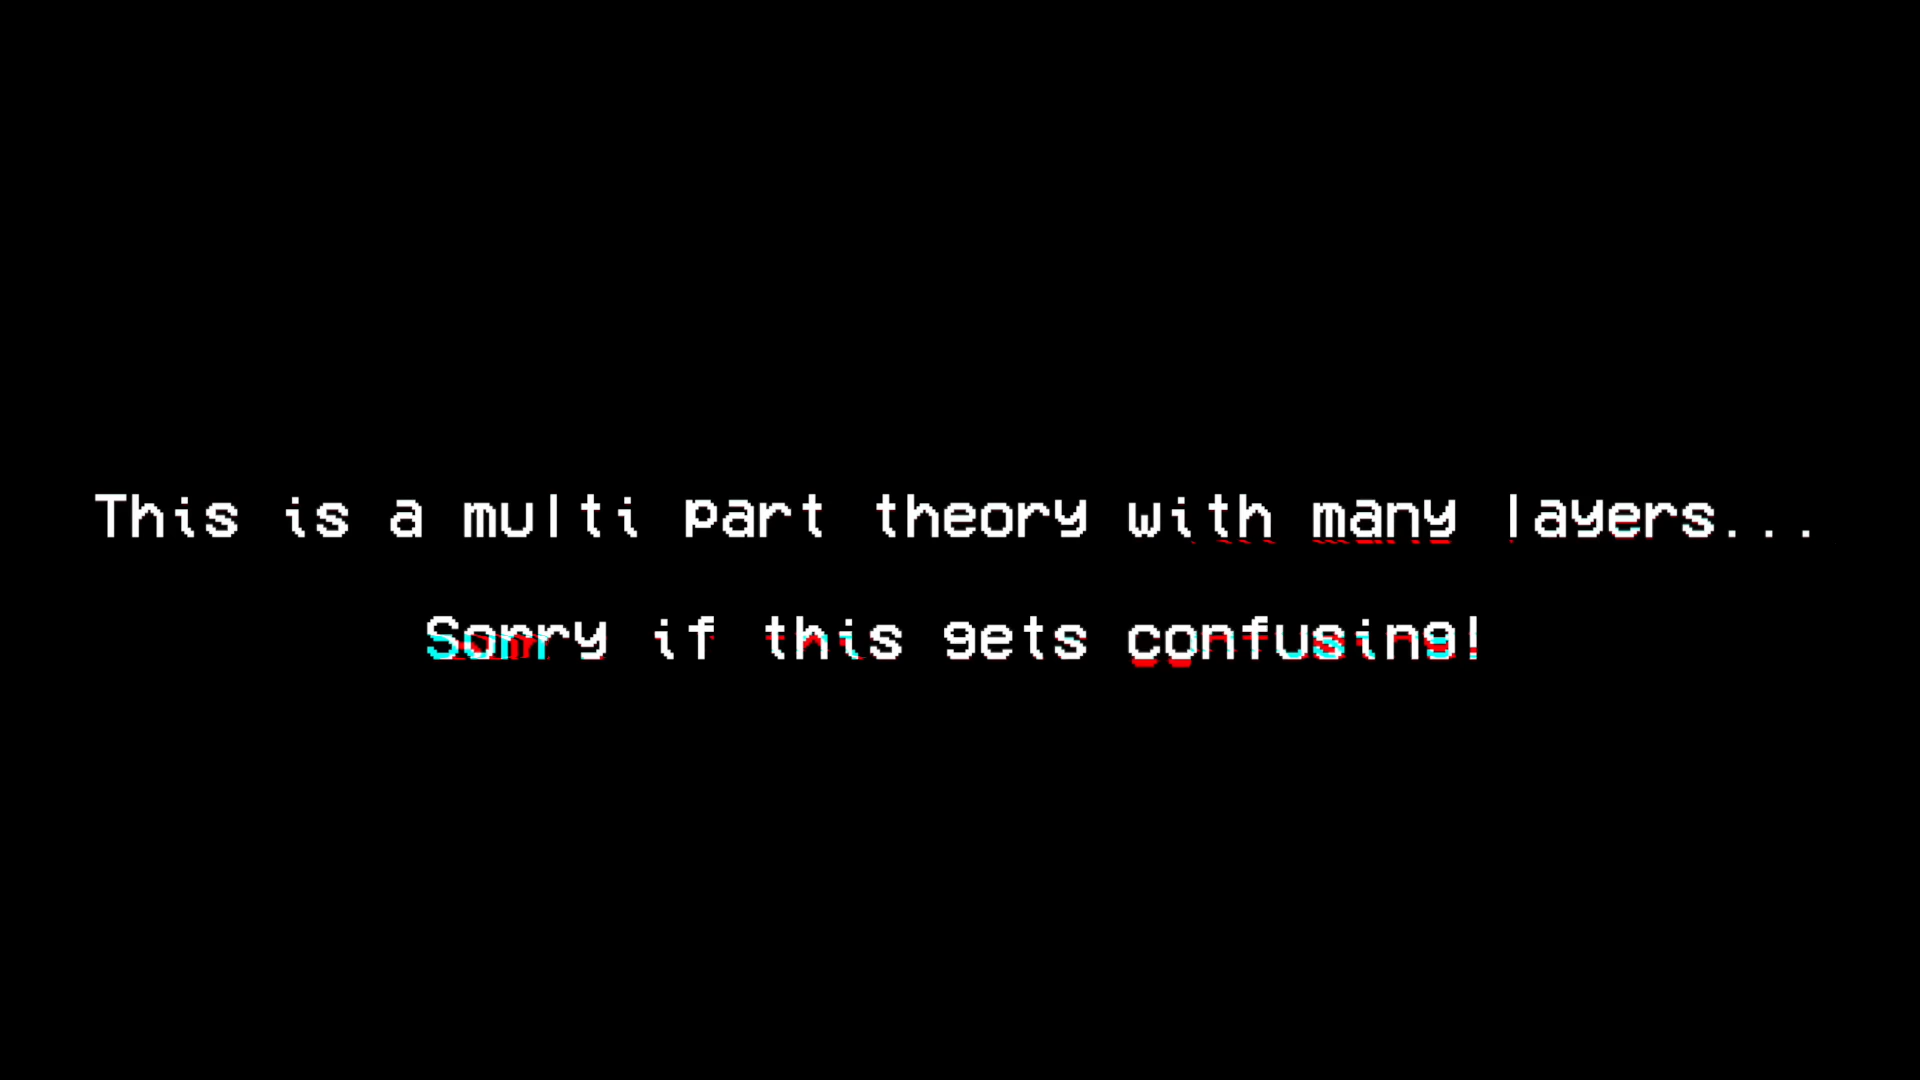 This is a multi part theory with many layers...
Sorry if this gets confusing!